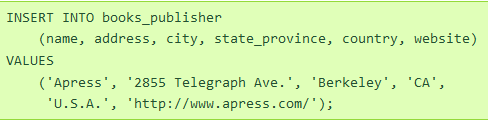 INSERT INTO books_publisher
    (name, address, city, state_province, country, website)
VALUES
    ('Apress', '2855 Telegraph Ave.', 'Berkeley', 'CA',
     'U.S.A.', 'http://www.apress.com/');